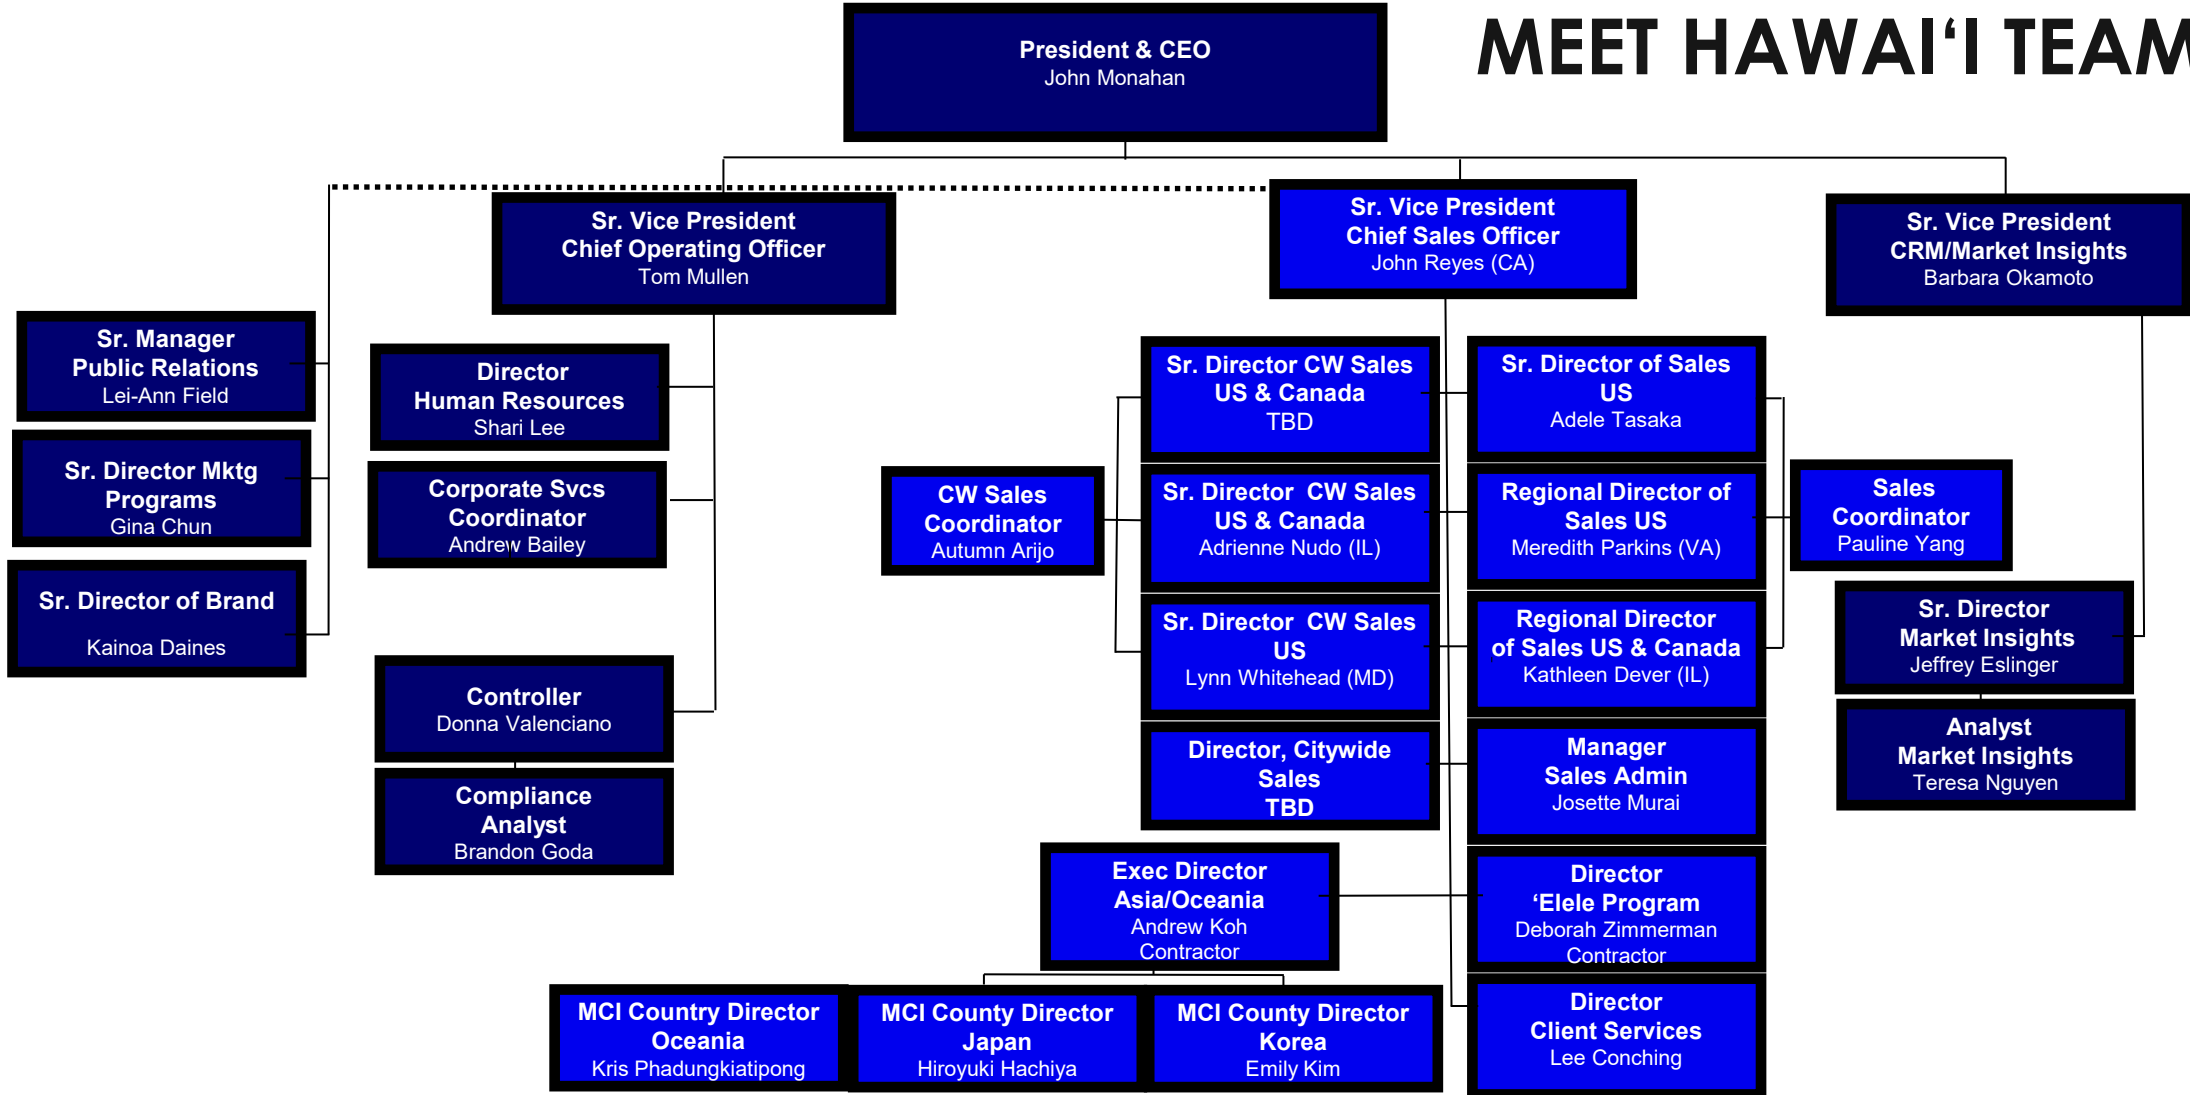 MEET HAWAIʻI TEAM
President & CEO
John Monahan
Sr. Vice President
Chief Operating Officer
Tom Mullen
Sr. Vice President
Chief Sales Officer
John Reyes (CA)
Sr. Vice President
CRM/Market Insights
Barbara Okamoto
Sr. Manager
Public Relations
Lei-Ann Field
Sr. Director Mktg
Programs
Gina Chun
Sr. Director of Brand
Kainoa Daines
Director
Human Resources
Shari Lee
Corporate Svcs
Coordinator
Andrew Bailey
Controller
Donna Valenciano
Compliance
Analyst
Brandon Goda
CW Sales
Coordinator
Autumn Arijo
Sr. Director CW Sales
US & Canada
TBD
Sr. Director CW Sales
US & Canada
Adrienne Nudo (IL)
Sr. Director CW Sales
US
Lynn Whitehead (MD)
Director, Citywide
Sales
TBD
Sr. Director of Sales
US
Adele Tasaka
Regional Director of
Sales US
Meredith Parkins (VA)
Regional Director
of Sales US & Canada
Kathleen Dever (IL)
Manager
Sales Admin
Josette Murai
Director
‘Elele Program
Deborah Zimmerman
Contractor
Director
Client Services
Lee Conching
Sales
Coordinator
Pauline Yang
Sr. Director
Market Insights
Jeffrey Eslinger
Analyst
Market Insights
Teresa Nguyen
Exec Director
Asia/Oceania
Andrew Koh
Contractor
MCI Country Director
Oceania
Kris Phadungkiatipong
MCI County Director
Japan
Hiroyuki Hachiya
MCI County Director
Korea
Emily Kim